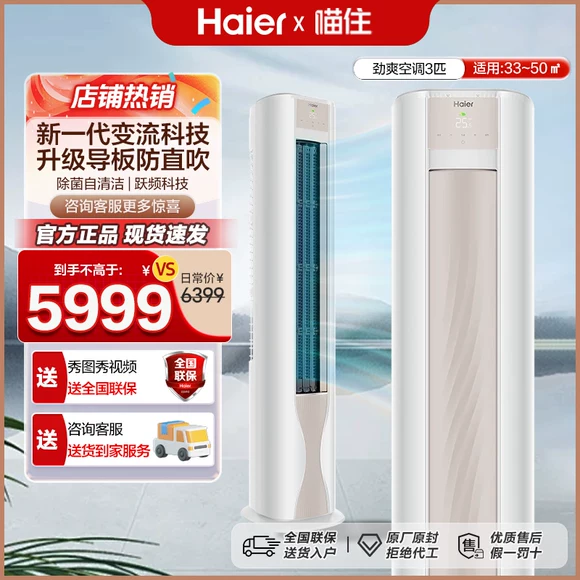 Haier x 喵住
劲爽空调3匹 适用:33~50㎡
店铺热销
新一代变流科技
升级导板防直吹
除菌自清洁 | 跃频科技
咨询客服更多惊喜
官方正品 现货速发
到手不高于: ¥
5999
VS
日常价¥
6399
送
秀图秀视频
送全国联保
全国
联保
Haier
送
咨询客服
送货到家服务
Haier
全国联保
送货入户
原厂原封
拒绝代工
售
优质售后
假一罚十